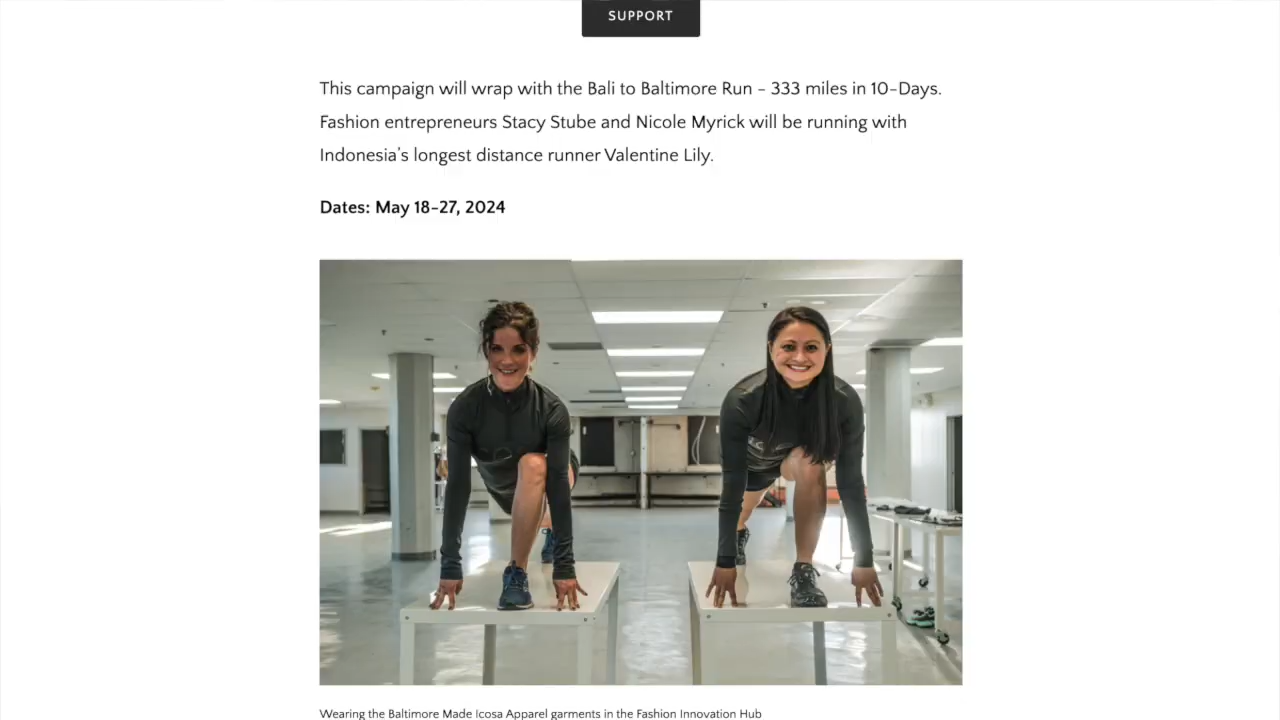 SUPPORT
This campaign will wrap with the Bali to Baltimore Run – 333 miles in 10-Days.
Fashion entrepreneurs Stacy Stube and Nicole Myrick will be running with
Indonesia's longest distance runner Valentine Lily.
Dates: May 18-27, 2024
Wearing the Baltimore Made Icosa Apparel garments in the Fashion Innovation Hub